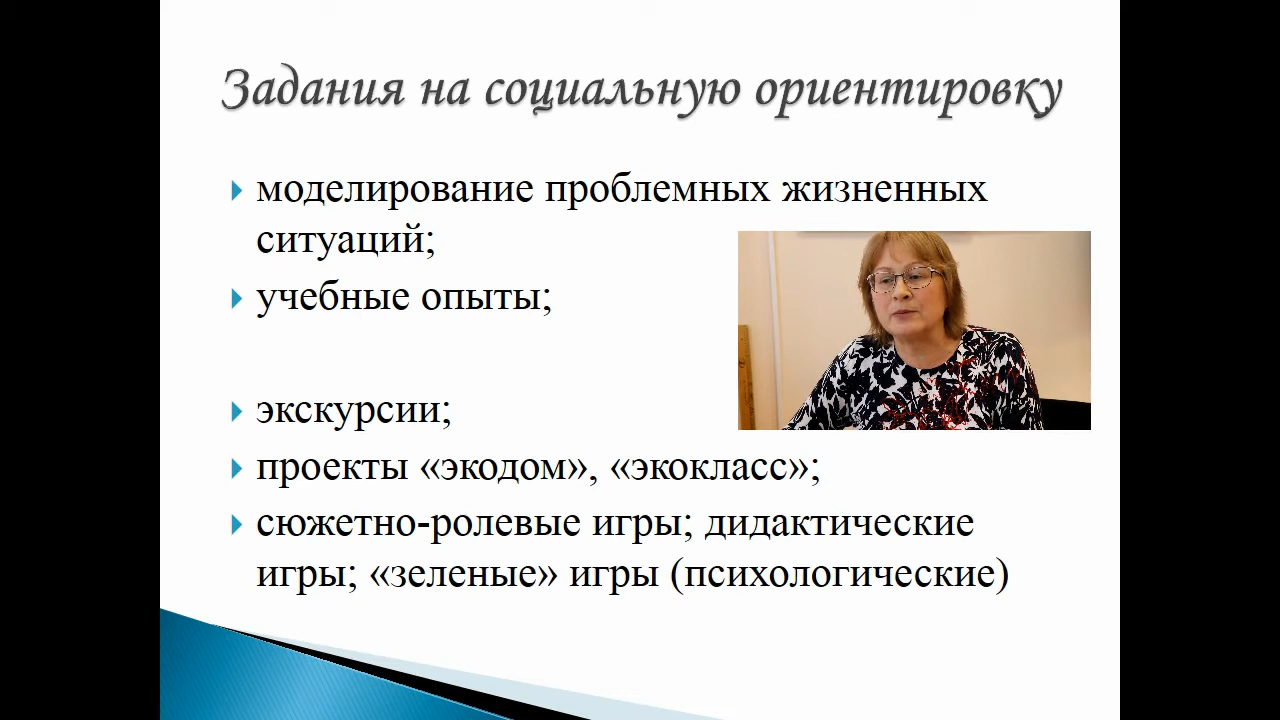 Задания на социальную ориентировку
моделирование проблемных жизненных
ситуаций;
учебные опыты;
экскурсии;
проекты «экодом», «экокласс»;
сюжетно-ролевые игры; дидактические
игры; «зеленые» игры (психологические)